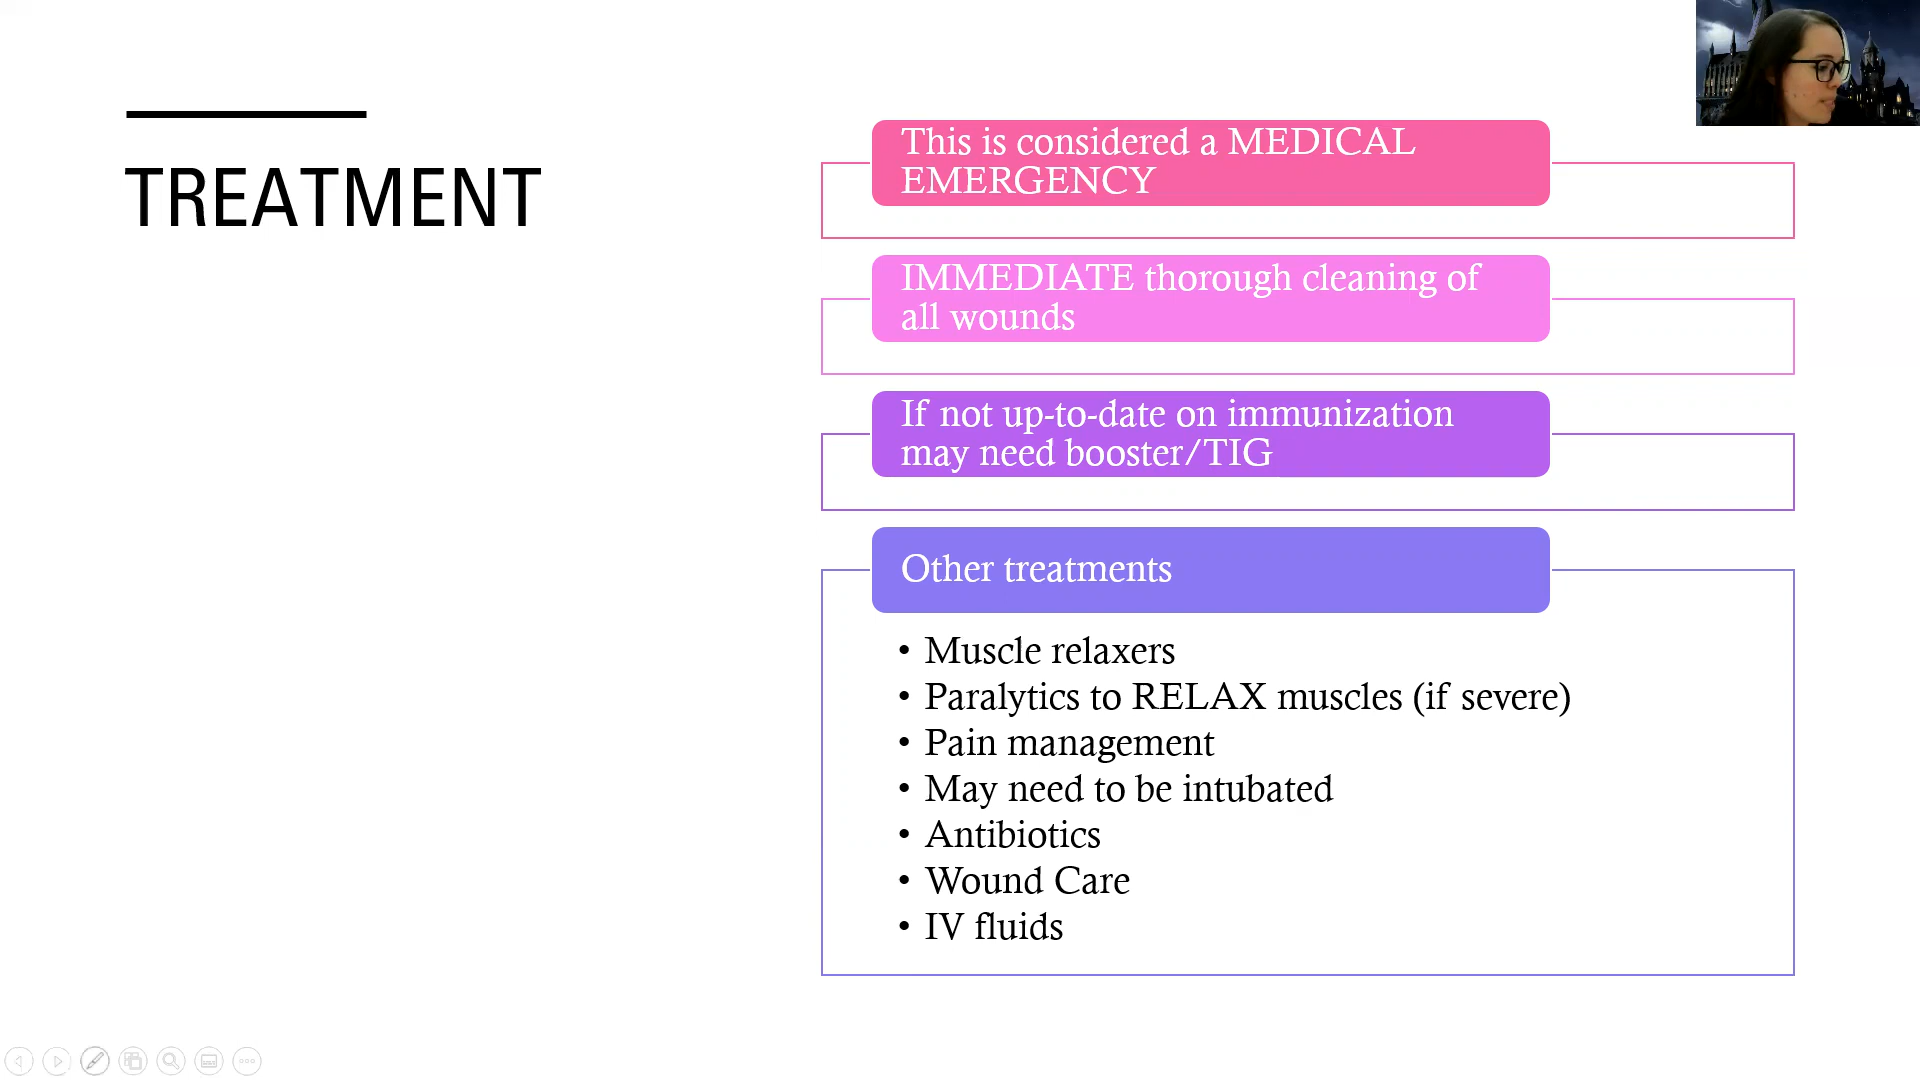 TREATMENT
This is considered a MEDICAL
EMERGENCY
IMMEDIATE thorough cleaning of
all wounds
If not up-to-date on immunization
may need booster/TIG
Other treatments
• Muscle relaxers
• Paralytics to RELAX muscles (if severe)
• Pain management
• May need to be intubated
• Antibiotics
• Wound Care
• IV fluids